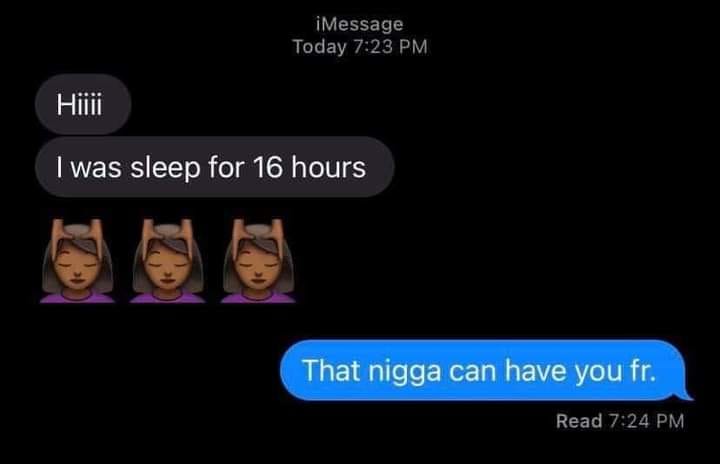 iMessage
Today 7:23 PM
Hiiii
I was sleep for 16 hours
That nigga can have you fr.
Read 7:24 PM